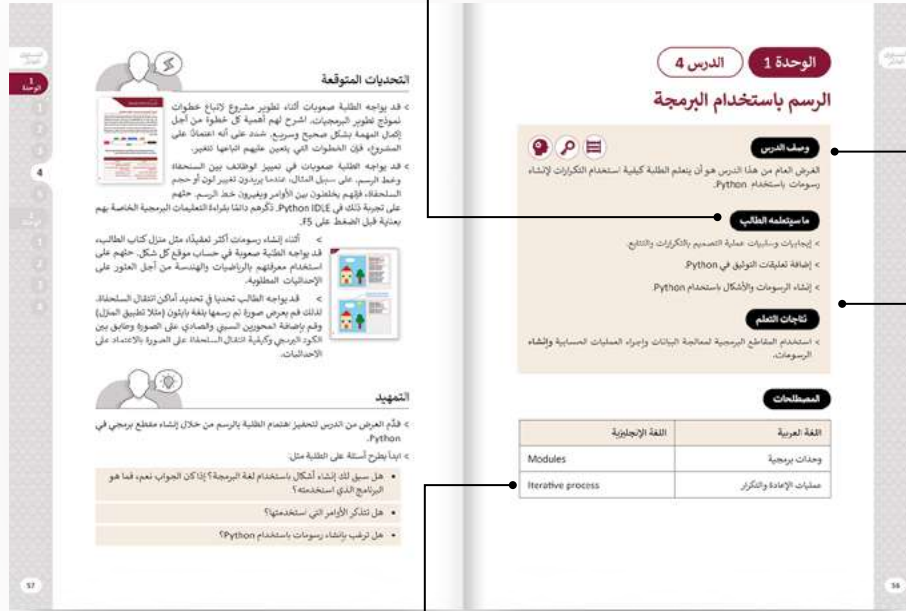 الوحدة 1
الدرس 4
الرسم باستخدام البرمجة
وصف الدرس
الغرض العام من هذا الدرس هو أن يتعلم الطلبة كيفية استخدام التكرارات لإنشاء
رسومات باستخدام Python.
ما سيتعلمه الطالب
> إيجابيات وسلبيات عملية التصميم بالتكرارات والتتابع.
> إضافة تعليقات التوثيق في Python.
> إنشاء الرسومات والأشكال باستخدام Python.
نتاجات التعلم
> استخدام المقاطع البرمجية لمعالجة البيانات وإجراء العمليات الحسابية وإنشاء
الرسومات.
المصطلحات
اللغة العربية
اللغة الإنجليزية
وحدات برمجية
Modules
عمليات الإعادة والتكرار
Iterative process
56
التحديات المتوقعة
> قد يواجه الطلبة صعوبات أثناء تطوير مشروع لاتباع خطوات
نموذج تطوير البرمجيات. اشرح لهم أهمية كل خطوة من أجل
إكمال المهمة بشكل صحيح وسريع. شدد على أنه اعتمادًا على
المشروع، فإن الخطوات التي يتعين عليهم اتباعها تتغير.
> قد يواجه الطلبة صعوبات في تمييز الوظائف بين السلحفاة
وخط الرسم. على سبيل المثال، عندما يريدون تغيير لون أو حجم
السلحفاة، فإنهم يخلطون بين الأوامر ويغيرون خط الرسم. حثهم
على تجربة ذلك في Python IDLE. ذكرهم دائمًا بقراءة التعليمات البرمجية الخاصة بهم
بعناية قبل الضغط على F5.
> أثناء إنشاء رسومات أكثر تعقيدًا، مثل منزل كتاب الطالب،
قد يواجه الطلبة صعوبة في حساب موقع كل شكل. حثهم على
استخدام معرفتهم بالرياضيات والهندسة من أجل العثور على
الإحداثيات المطلوبة.
> قد يواجه الطالب تحديا في تحديد أماكن انتقال السلحفاة.
لذلك قم بعرض صورة تم رسمها بلغة بايثون (مثلا تطبيق المنزل)
وقم بإضافة المحورين السيني والصادي على الصورة وطابق بين
الكود البرمجي وكيفية انتقال السلحفاة على الصورة بالاعتماد على
الاحداثيات.
التمهيد
> قدّم الغرض من الدرس لتحفيز اهتمام الطلبة بالرسم من خلال إنشاء مقطع برمجي في
Python.
> ابدأ بطرح أسئلة على الطلبة مثل:
• هل سبق لك إنشاء أشكال باستخدام لغة البرمجة؟ إذا كان الجواب نعم، فما هو
البرنامج الذي استخدمته؟
• هل تتذكر الأوامر التي استخدمتها؟
• هل ترغب بإنشاء رسومات باستخدام Python؟
1
الوحدة
4
57